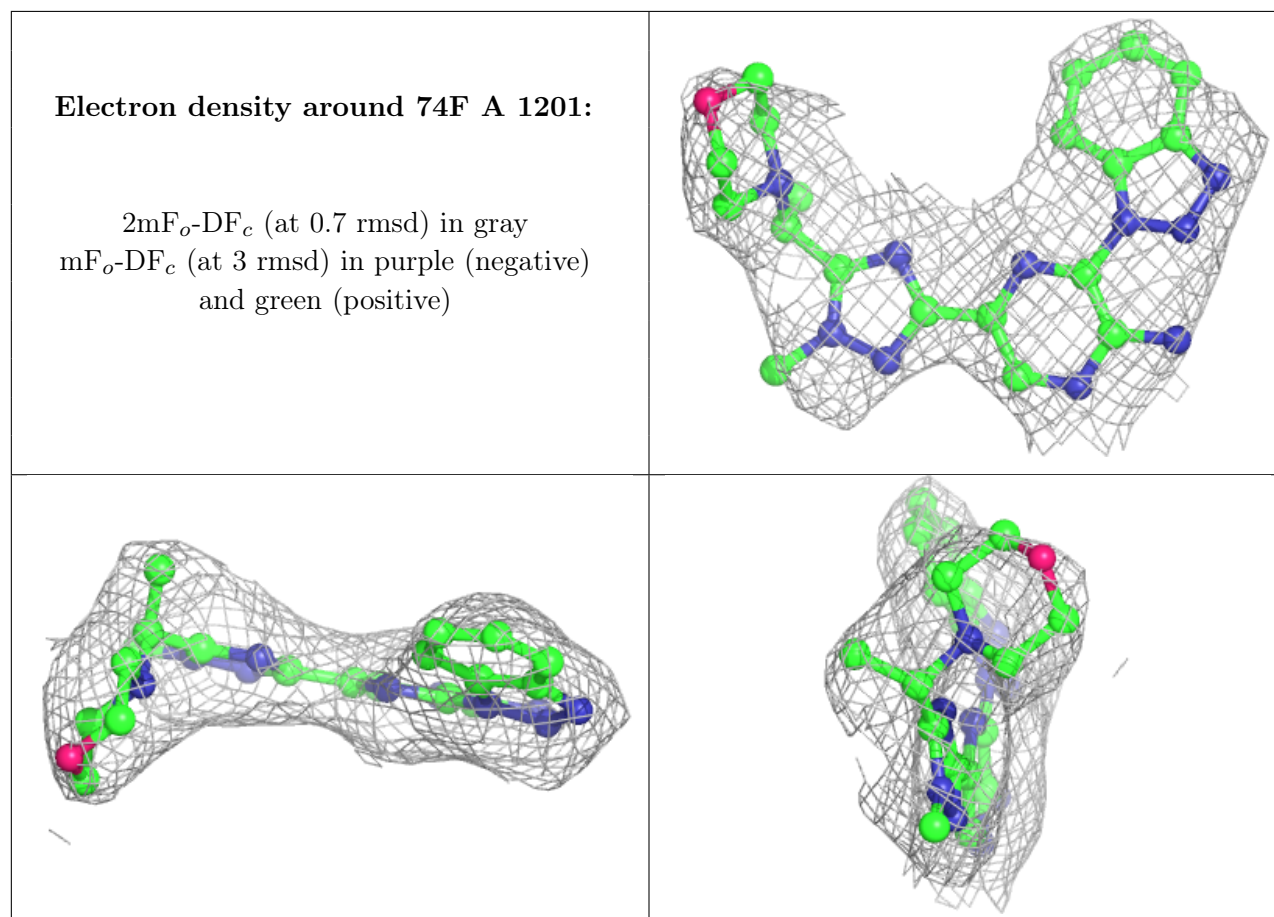 Electron density around 74F A 1201:
2mFo-DFc (at 0.7 rmsd) in gray
mFo-DFc (at 3 rmsd) in purple (negative)
and green (positive)